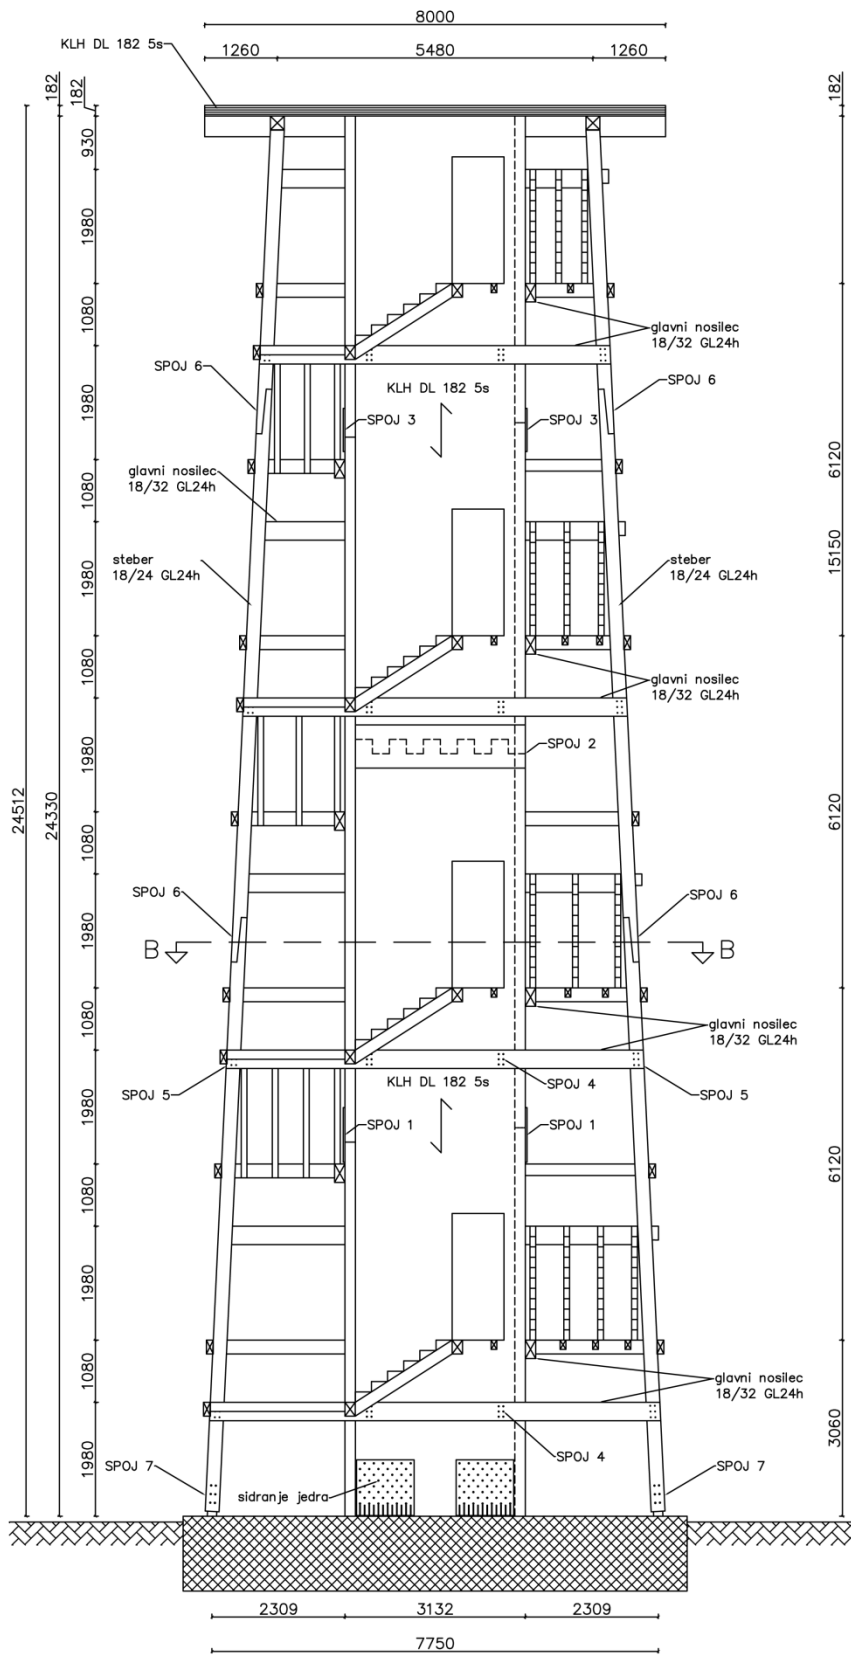 8000
KLH DL 182 5s
1260
5480
1260
182
182
182
930
1980
1080
glavni nosilec
18/32 GL24h
SPOJ 6
SPOJ 6
KLH DL 182 5s
1980
SPOJ 3
SPOJ 3
6120
glavni nosilec
18/32 GL24h
1080
steber
18/24 GL24h
steber
18/24 GL24h
15150
1980
1080
glavni nosilec
18/32 GL24h
SPOJ 2
1980
24512
24330
6120
1080
SPOJ 6
SPOJ 6
1980
B
B
1080
glavni nosilec
18/32 GL24h
SPOJ 5
KLH DL 182 5s
SPOJ 4
SPOJ 5
1980
SPOJ 1
SPOJ 1
6120
1080
1980
1080
glavni nosilec
18/32 GL24h
3060
1980
SPOJ 7
SPOJ 4
SPOJ 7
sidranje jedra
2309
3132
2309
7750